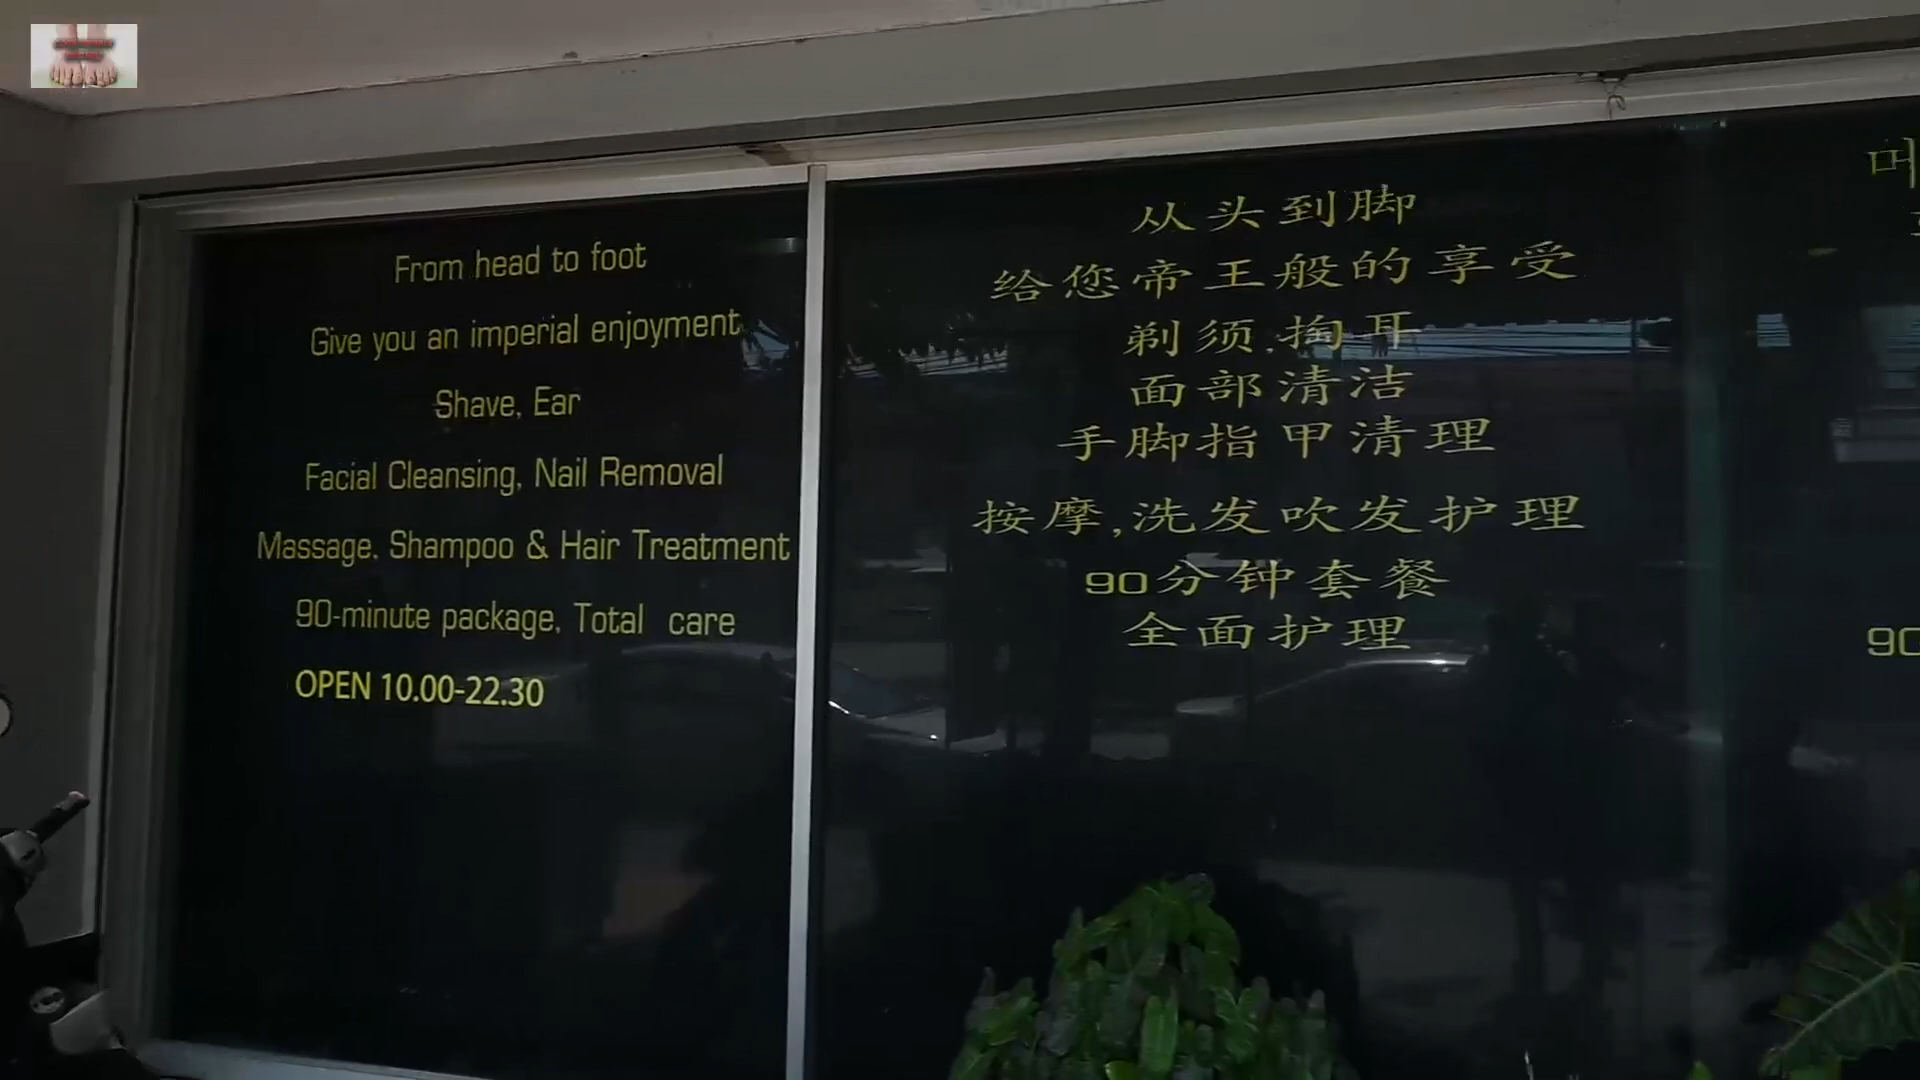 From head to foot
Give you an imperial enjoyment
Shave, Ear
Facial Cleansing, Nail Removal
Massage, Shampoo & Hair Treatment
90-minute package, Total care
OPEN 10.00-22.30
从头到脚
给您帝王般的享受
剃须,掏耳
面部清洁
手脚指甲清理
按摩,洗发吹发护理
90分钟套餐
全面护理
90